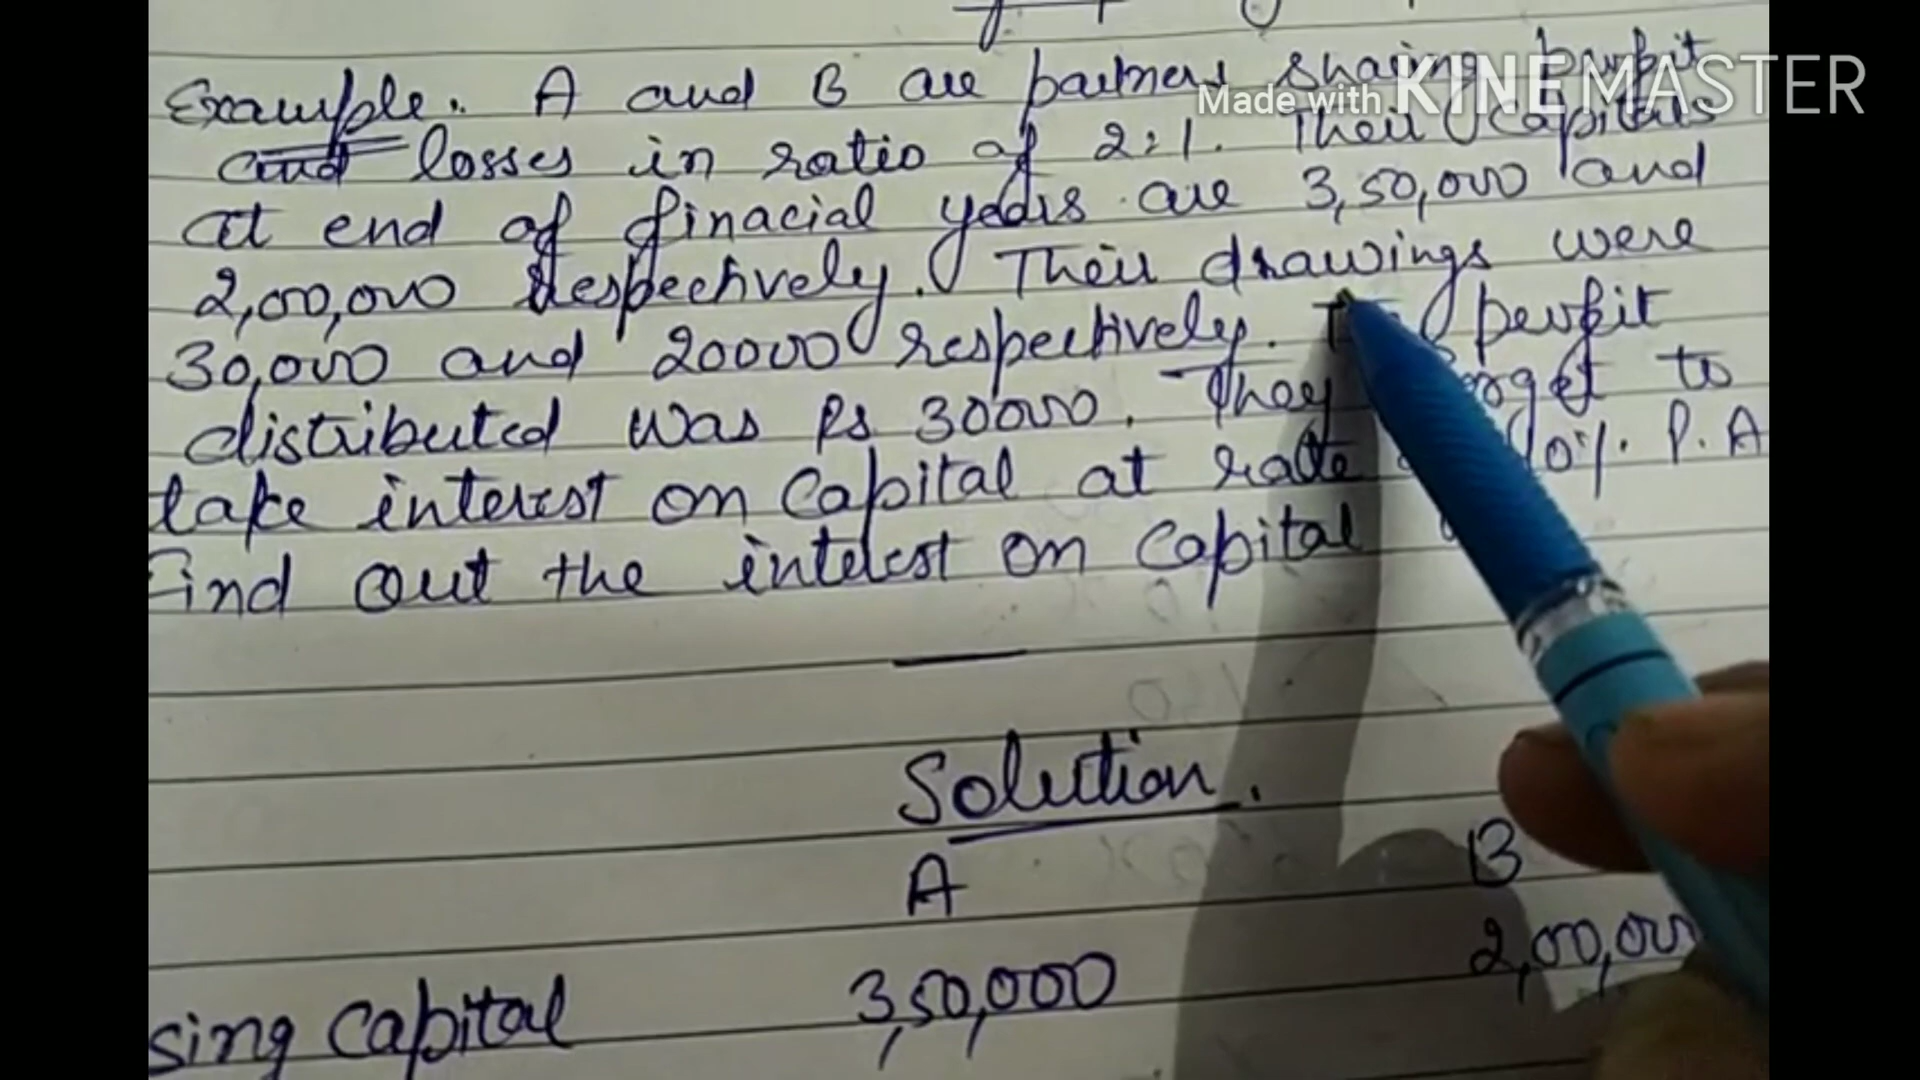 Example:. A and B are partners sharing profit
Made with KINEMASTER
and losses in ratio of 2:1. Their Capitals
at end of finacial years are 3,50,000 and
2,00,000 respectively. Their drawings were
30,000 and 20000 respectively. profit
distributed was Rs 30000. They forget to
take interest on Capital at rate 10% P.A
Find out the interest on Capital
Solution.
A B
sing Capital 3,50,000 2,00,000